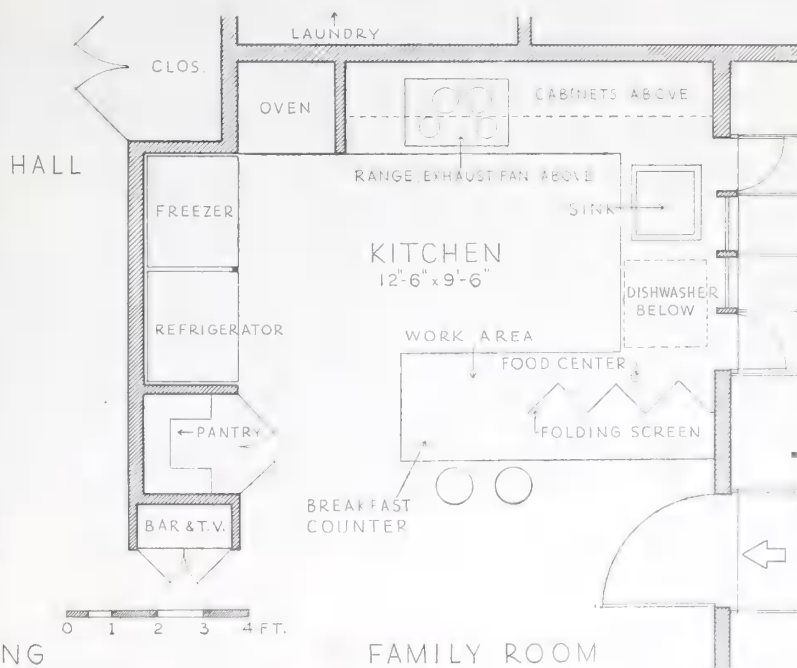 LAUNDRY
CLOS.
OVEN
CABINETS ABOVE
HALL
RANGE, EXHAUST FAN ABOVE
FREEZER
SINK
KITCHEN
12"-6" x 9'-6"
DISHWASHER
BELOW
REFRIGERATOR
WORK AREA
FOOD CENTER
PANTRY
FOLDING SCREEN
BREAKFAST
COUNTER
BAR & T.V.
0 1 2 3 4 FT.
NG
FAMILY ROOM